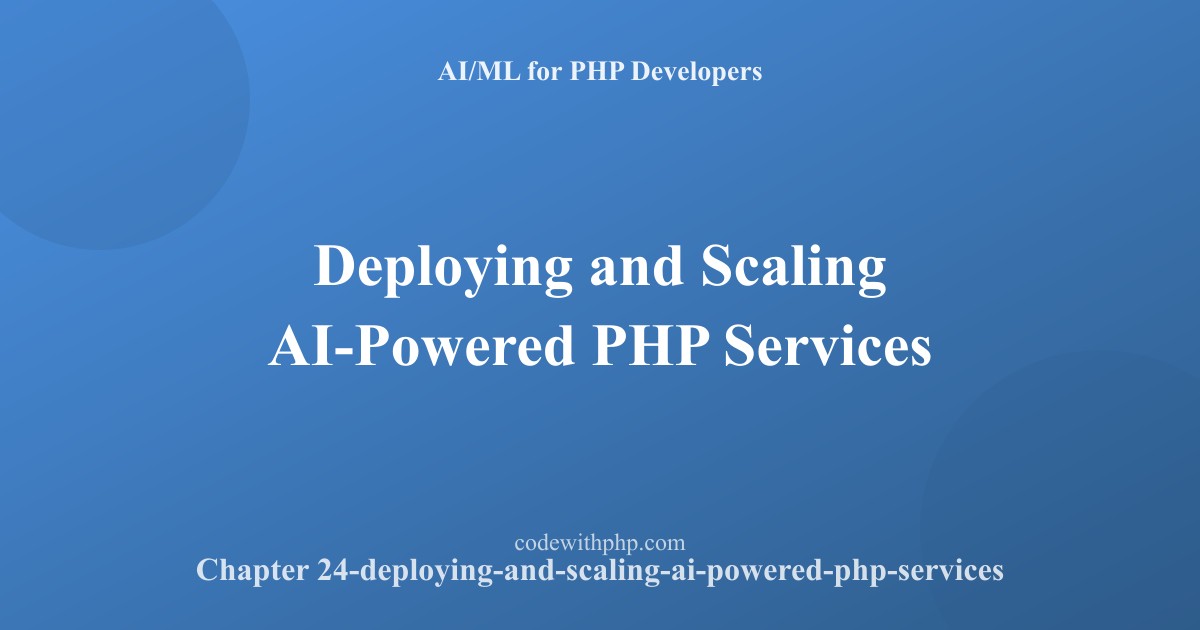 AI/ML for PHP Developers
Deploying and Scaling
AI-Powered PHP Services
codewithphp.com
Chapter 24-deploying-and-scaling-ai-powered-php-services